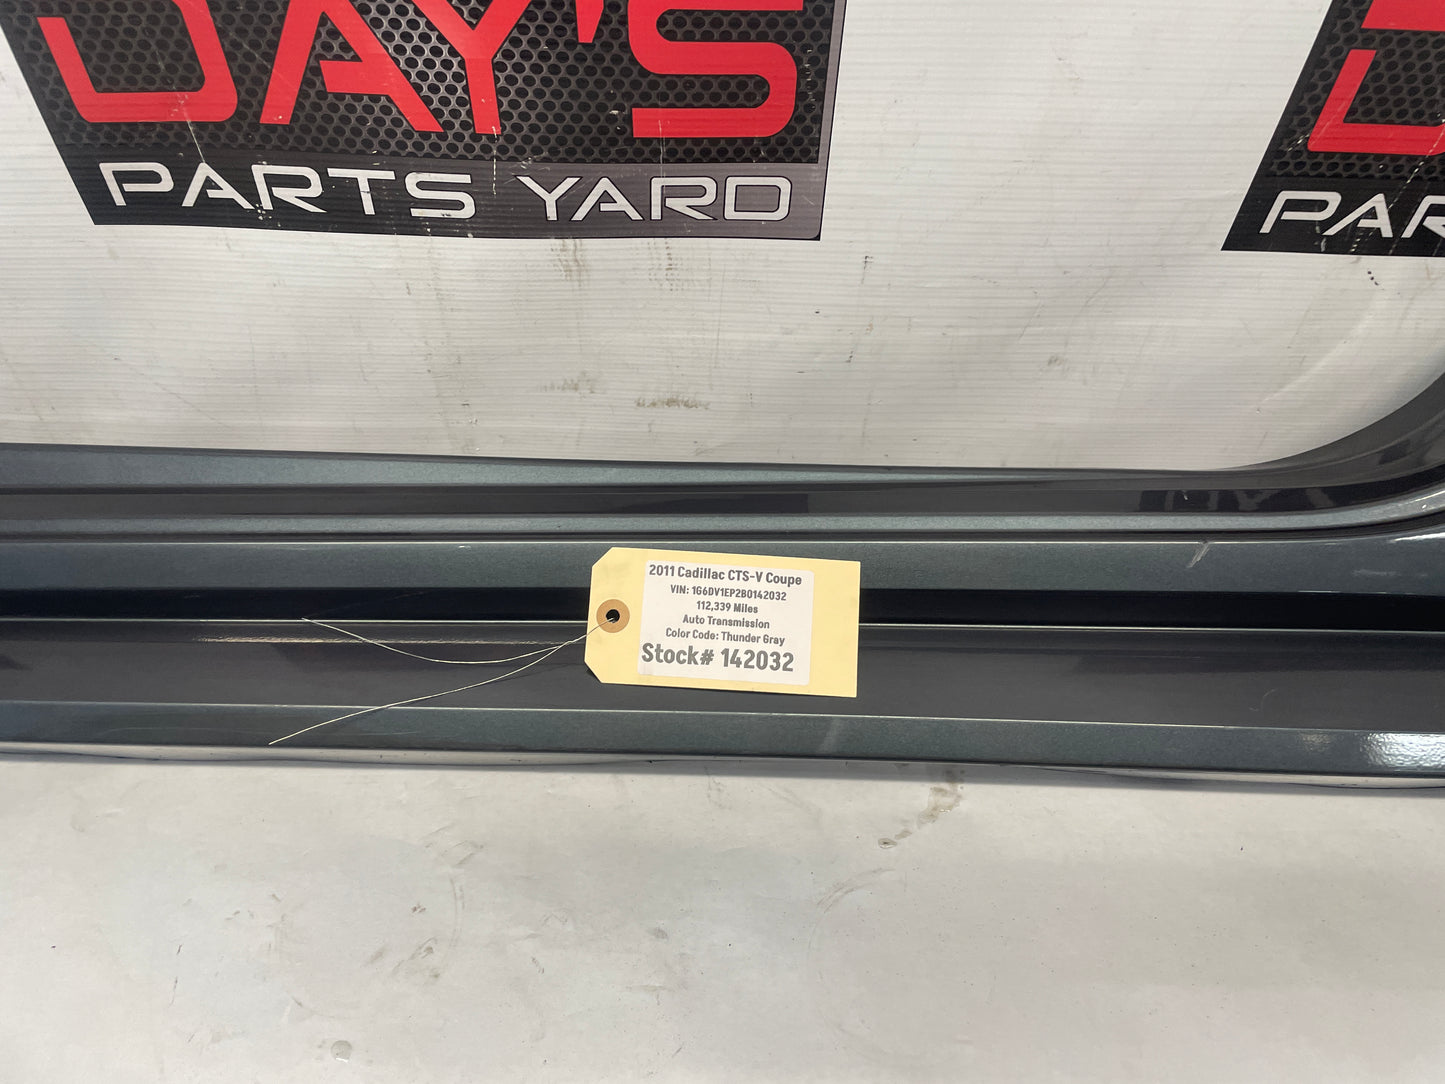 DAY'S
PARTS YARD
PAR
2011 Cadillac CTS-V Coupe
VIN: 1G6DV1EP2B0142032
112,339 Miles
Auto Transmission
Color Code: Thunder Gray
Stock# 142032